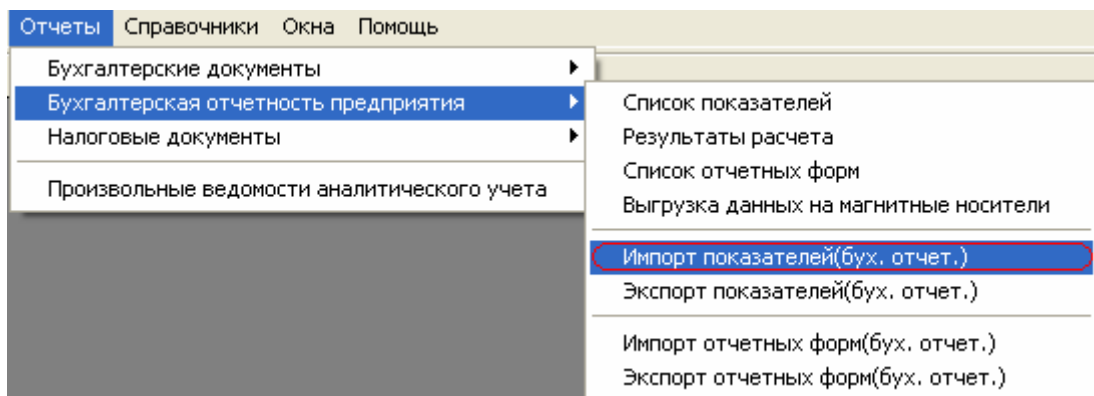 Отчеты Справочники Окна Помощь
Бухгалтерские документы
Бухгалтерская отчетность предприятия
Налоговые документы
Произвольные ведомости аналитического учета
Список показателей
Результаты расчета
Список отчетных форм
Выгрузка данных на магнитные носители
Импорт показателей(бух. отчет.)
Экспорт показателей(бух. отчет.)
Импорт отчетных форм(бух. отчет.)
Экспорт отчетных форм(бух. отчет.)